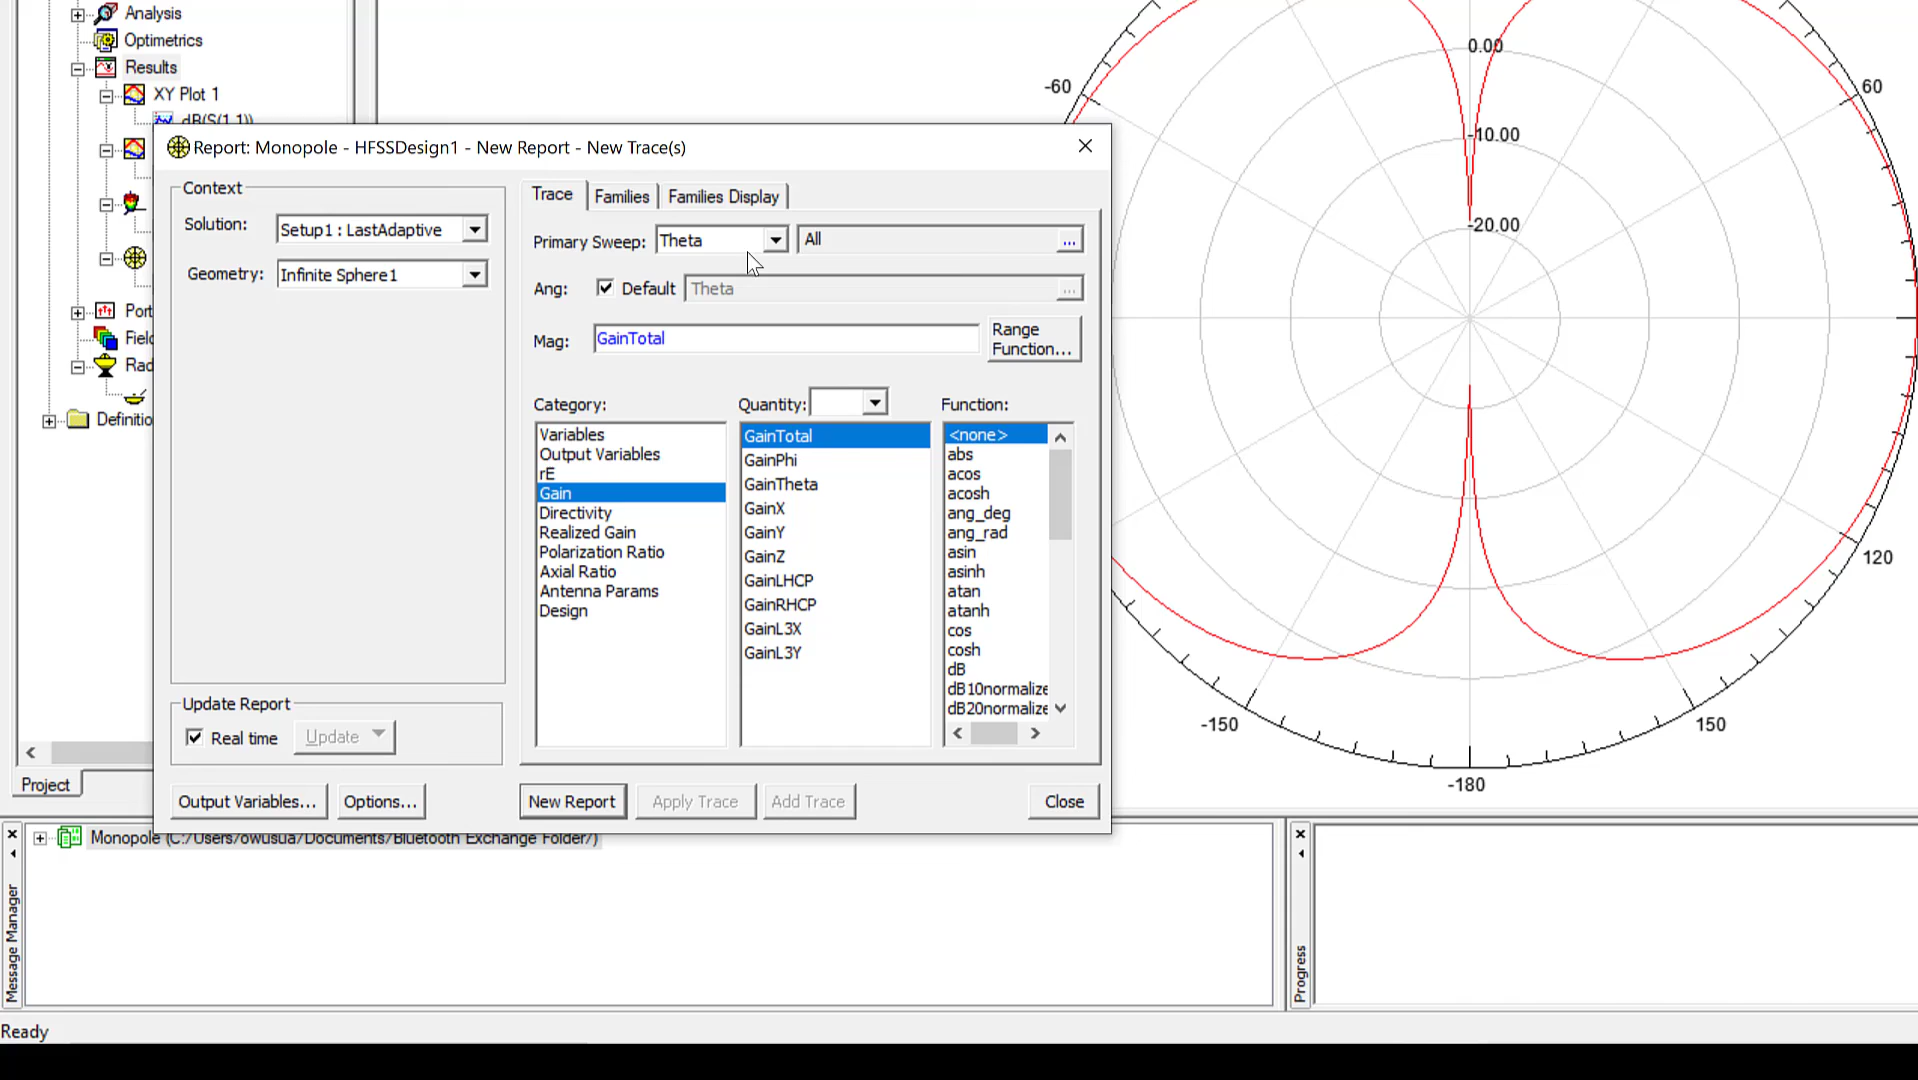 Analysis
Optimetrics
Results
XY Plot 1
dB(S(1,1))
Port
Field
Rad
Definitio
Project
Report: Monopole - HFSSDesign1 - New Report - New Trace(s)
Context
Solution:
Setup1 : LastAdaptive
Geometry:
Infinite Sphere1
Update Report
Real time
Update
Output Variables...
Options...
Trace
Families
Families Display
Primary Sweep:
Theta
All
...
Ang:
Default
Theta
...
Mag:
GainTotal
Range
Function...
Category:
Variables
Output Variables
rE
Gain
Directivity
Realized Gain
Polarization Ratio
Axial Ratio
Antenna Params
Design
Quantity:
GainTotal
GainPhi
GainTheta
GainX
GainY
GainZ
GainLHCP
GainRHCP
GainL3X
GainL3Y
Function:
<none>
abs
acos
acosh
ang_deg
ang_rad
asin
asinh
atan
atanh
cos
cosh
dB
dB10normalize
dB20normalize
New Report
Apply Trace
Add Trace
Close
-60
0.00
60
-10.00
-20.00
120
-150
150
-180
Monopole (C:/Users/owusua/Documents/Bluetooth Exchange Folder/)
Message Manager
Progress
Ready